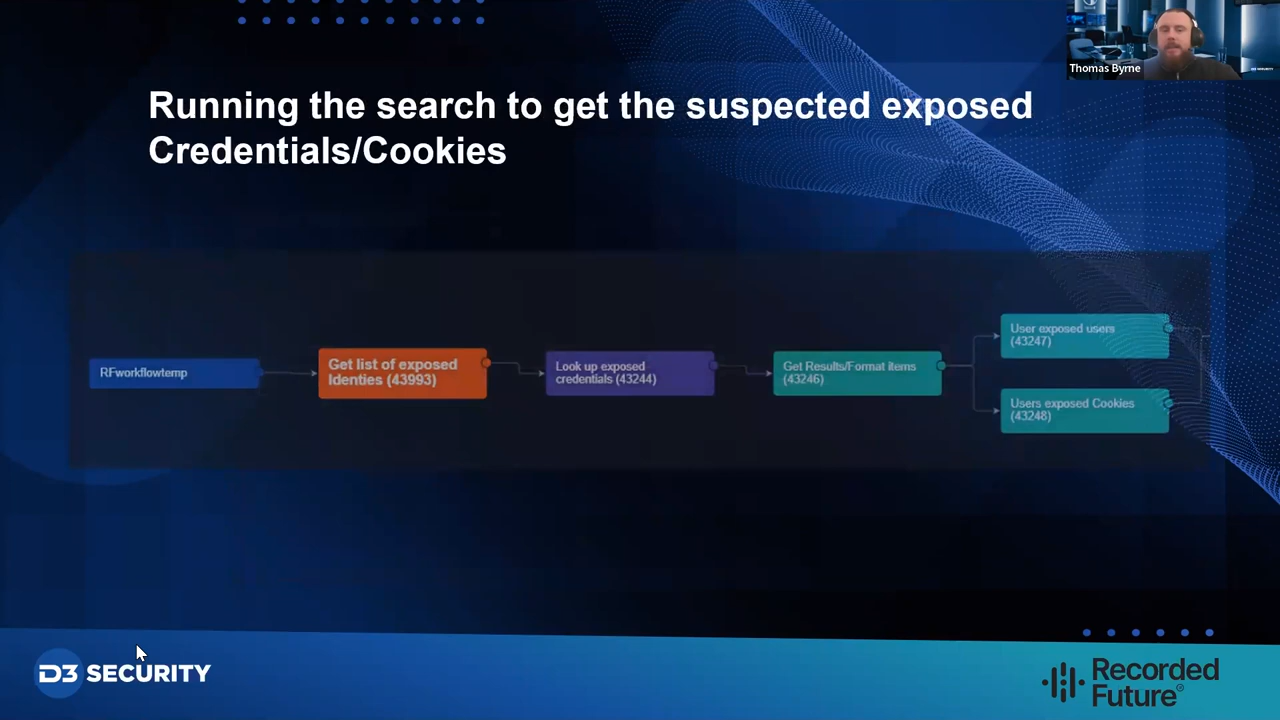 Thomas Byrne
D3 SECURITY
Running the search to get the suspected exposed
Credentials/Cookies
RFworkflowtemp
Get list of exposed
Identies (43993)
Look up exposed
credentials (43244)
Get Results/Format items
(43246)
User exposed users
(43247)
Users exposed Cookies
(43248)
D3 SECURITY
Recorded
Future